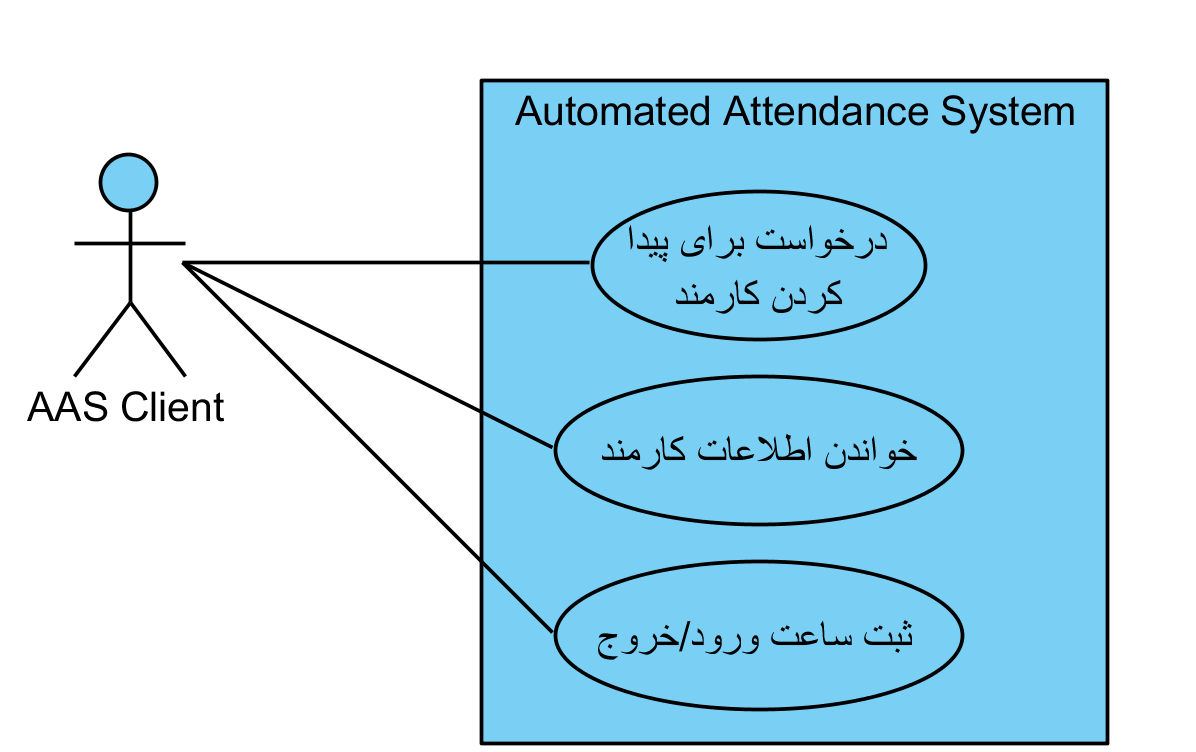 Automated Attendance System
درخواست برای پیدا
کردن کارمند
AAS Client
خواندن اطلاعات کارمند
ثبت ساعت ورود/خروج